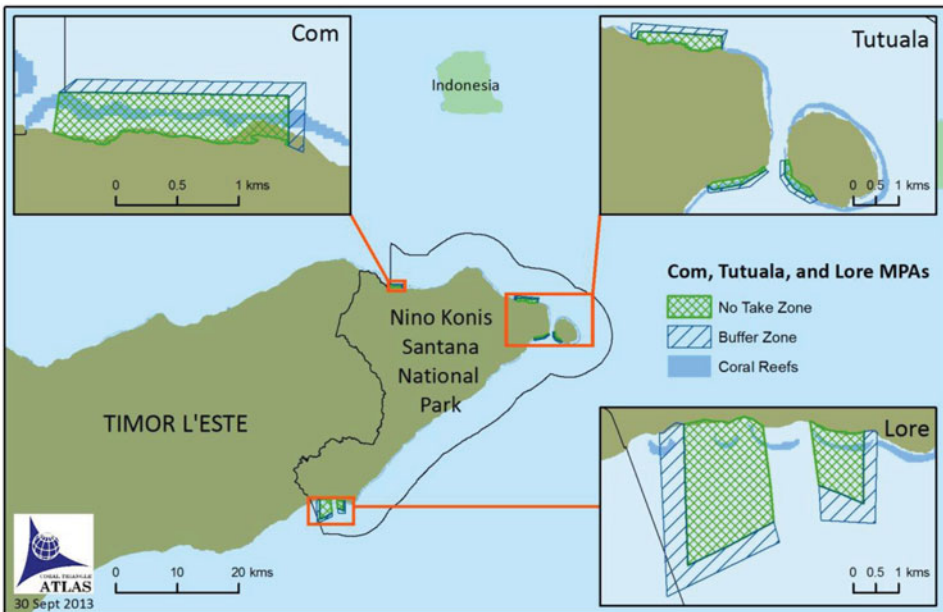 Com
0 0.5 1 kms
Indonesia
Tutuala
0 0.5 1 kms
Com, Tutuala, and Lore MPAs
No Take Zone
Buffer Zone
Coral Reefs
Nino Konis
Santana
National
Park
TIMOR L'ESTE
Lore
0 0.5 1 kms
CORAL TRIANGLE
ATLAS
30 Sept 2013
0 10 20 kms